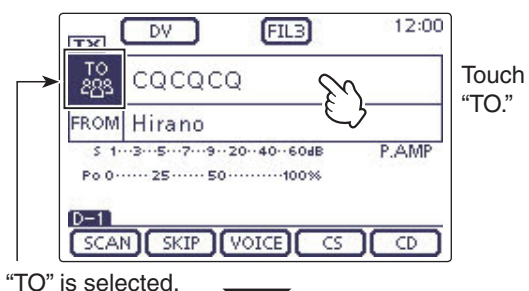 DV FIL3 12:00
TX
TO CQCQCQ
Touch
“TO.”
FROM Hirano
S 1···3···5···7···9··20··40··60dB P.AMP
Po 0······25······50··········100%
D-1
SCAN SKIP VOICE CS CD
“TO” is selected.